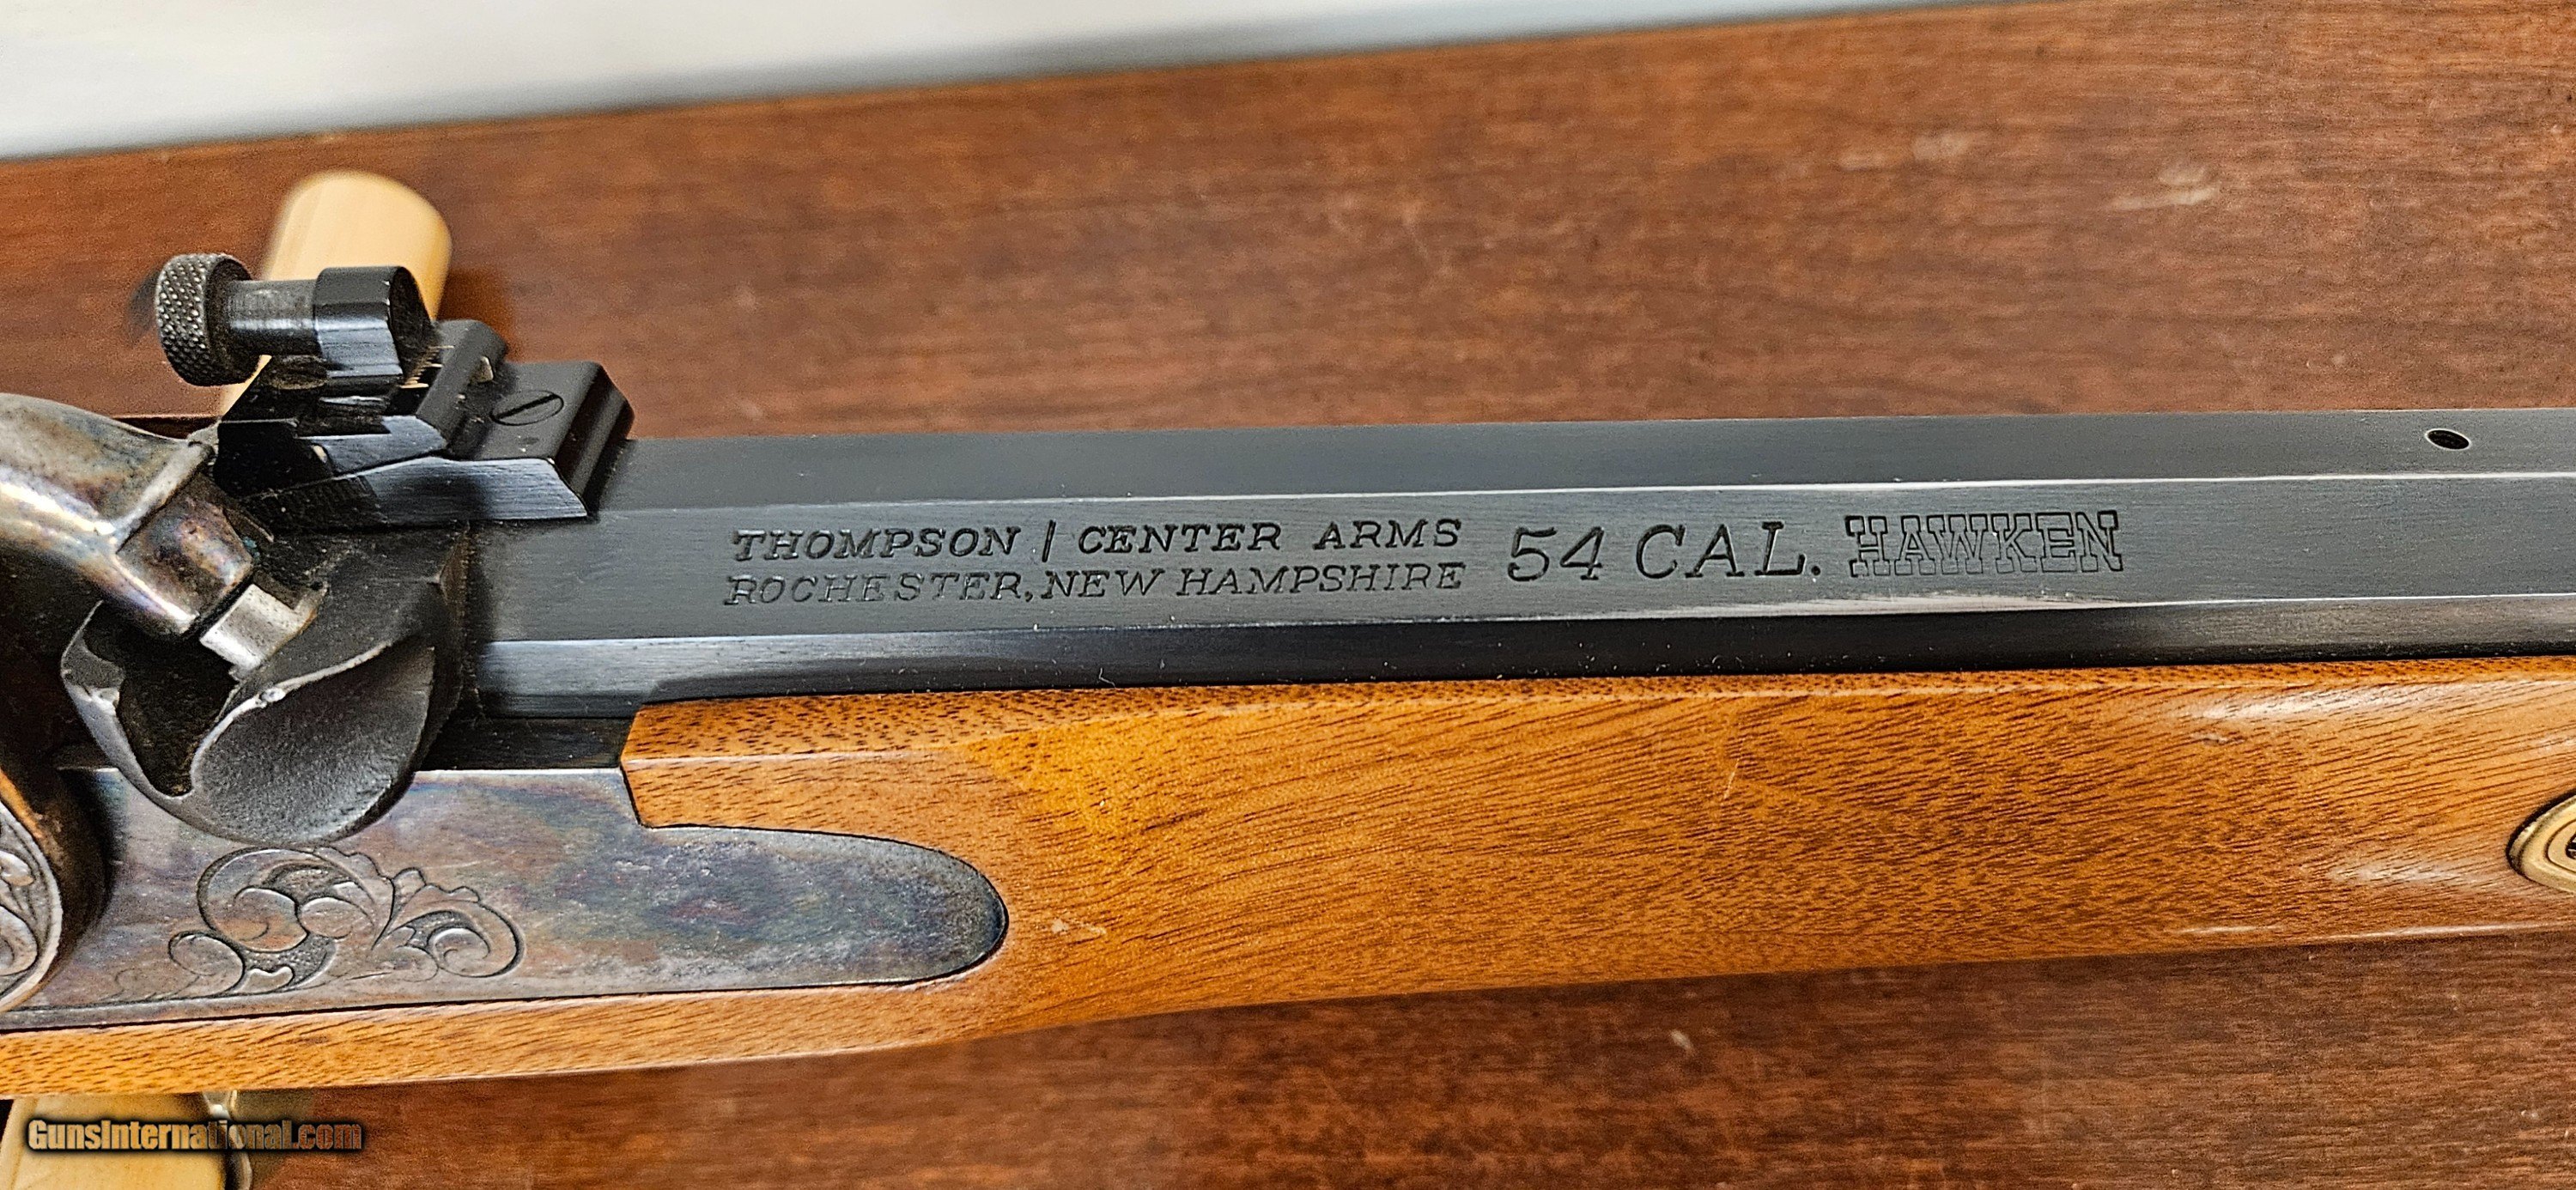 THOMPSON / CENTER ARMS
ROCHESTER, NEW HAMPSHIRE
54 CAL. HAWKEN
GunsInternational.com